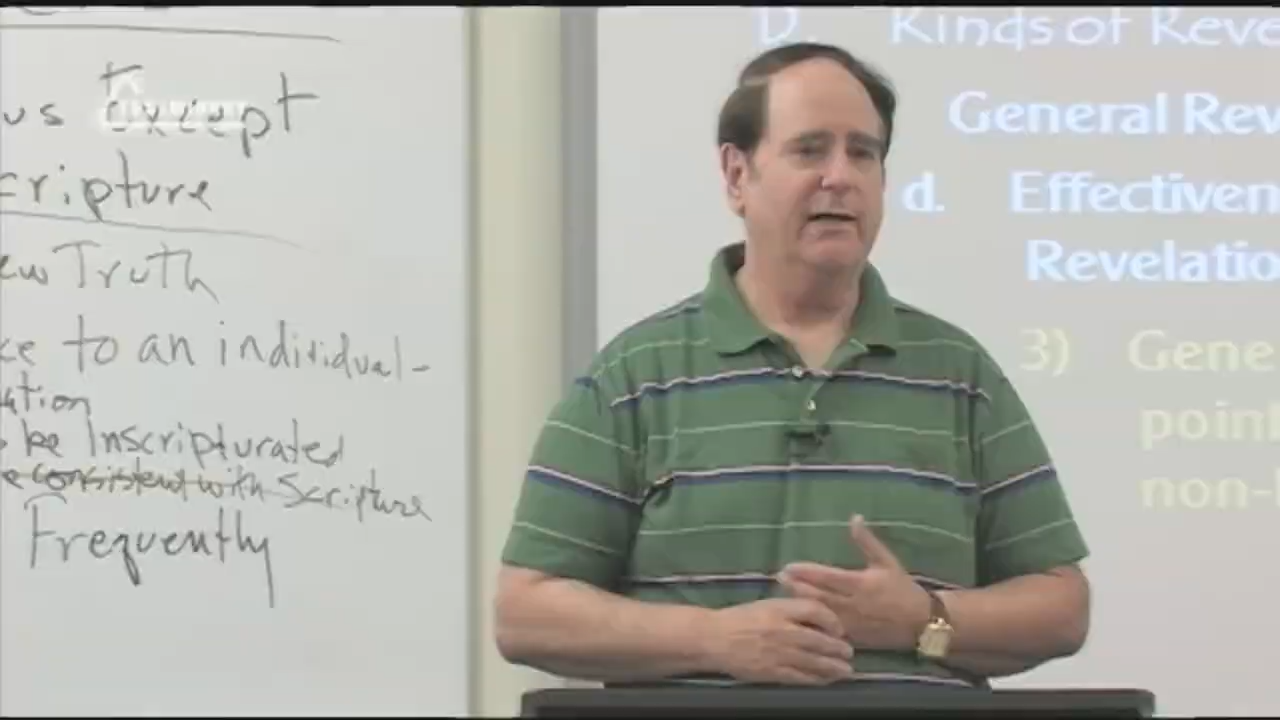 us Except
cripture
ew Truth
ce to an individual-
ation
be Inscripturated
e consistent with Scripture
Frequently
D. Kinds of Reve
General Rev
d. Effectiven
Revelatio
3) Gene
point
non-